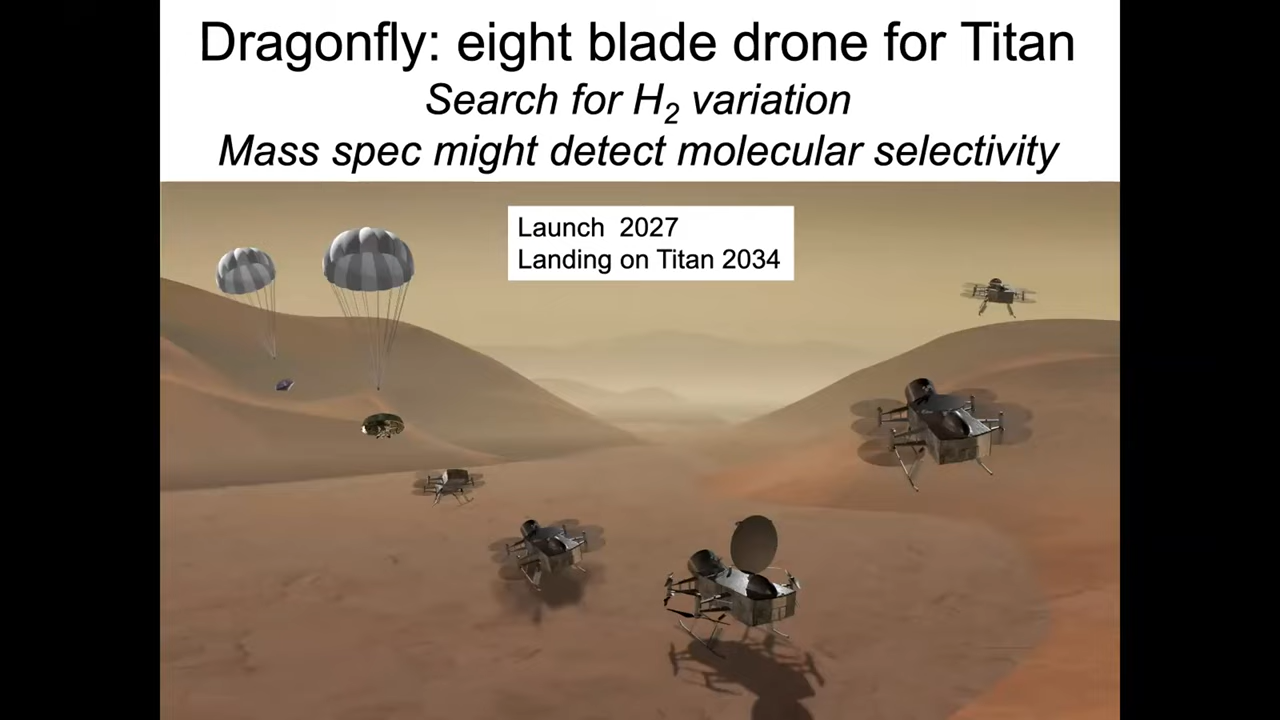 Dragonfly: eight blade drone for Titan
Search for H₂ variation
Mass spec might detect molecular selectivity
Launch 2027
Landing on Titan 2034